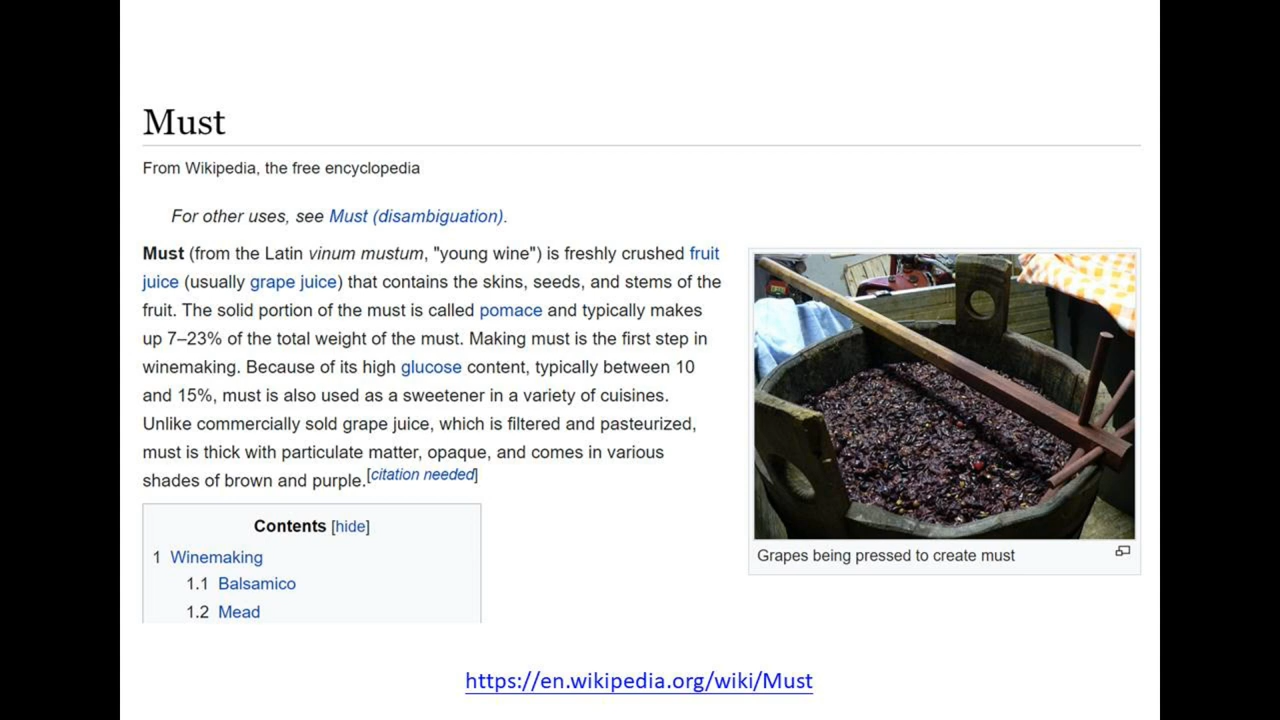 Must
From Wikipedia, the free encyclopedia
For other uses, see Must (disambiguation).
Must (from the Latin vinum mustum, "young wine") is freshly crushed fruit
juice (usually grape juice) that contains the skins, seeds, and stems of the
fruit. The solid portion of the must is called pomace and typically makes
up 7–23% of the total weight of the must. Making must is the first step in
winemaking. Because of its high glucose content, typically between 10
and 15%, must is also used as a sweetener in a variety of cuisines.
Unlike commercially sold grape juice, which is filtered and pasteurized,
must is thick with particulate matter, opaque, and comes in various
shades of brown and purple.[citation needed]
Grapes being pressed to create must
Contents [hide]
1 Winemaking
1.1 Balsamico
1.2 Mead
https://en.wikipedia.org/wiki/Must